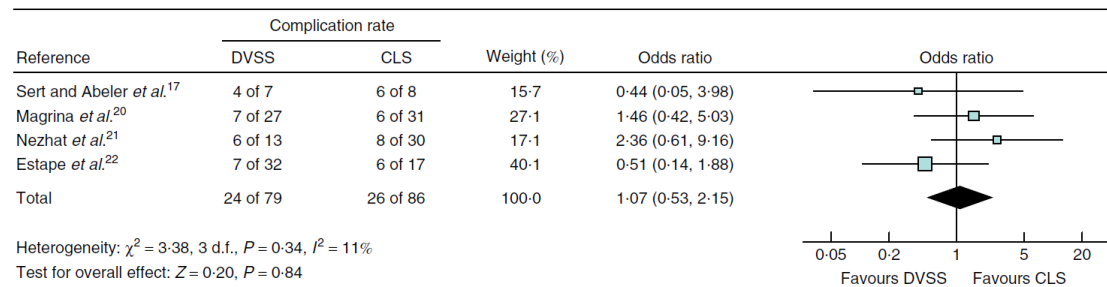 Complication rate
Reference DVSS CLS Weight (%) Odds ratio Odds ratio
Sert and Abeler et al.17 4 of 7 6 of 8 15·7 0·44 (0·05, 3·98)
Magrina et al.20 7 of 27 6 of 31 27·1 1·46 (0·42, 5·03)
Nezhat et al.21 6 of 13 8 of 30 17·1 2·36 (0·61, 9·16)
Estape et al.22 7 of 32 6 of 17 40·1 0·51 (0·14, 1·88)
Total 24 of 79 26 of 86 100·0 1·07 (0·53, 2·15)
Heterogeneity: χ2 = 3·38, 3 d.f., P = 0·34, I2 = 11%
Test for overall effect: Z = 0·20, P = 0·84
0·05 0·2 1 5 20
Favours DVSS Favours CLS